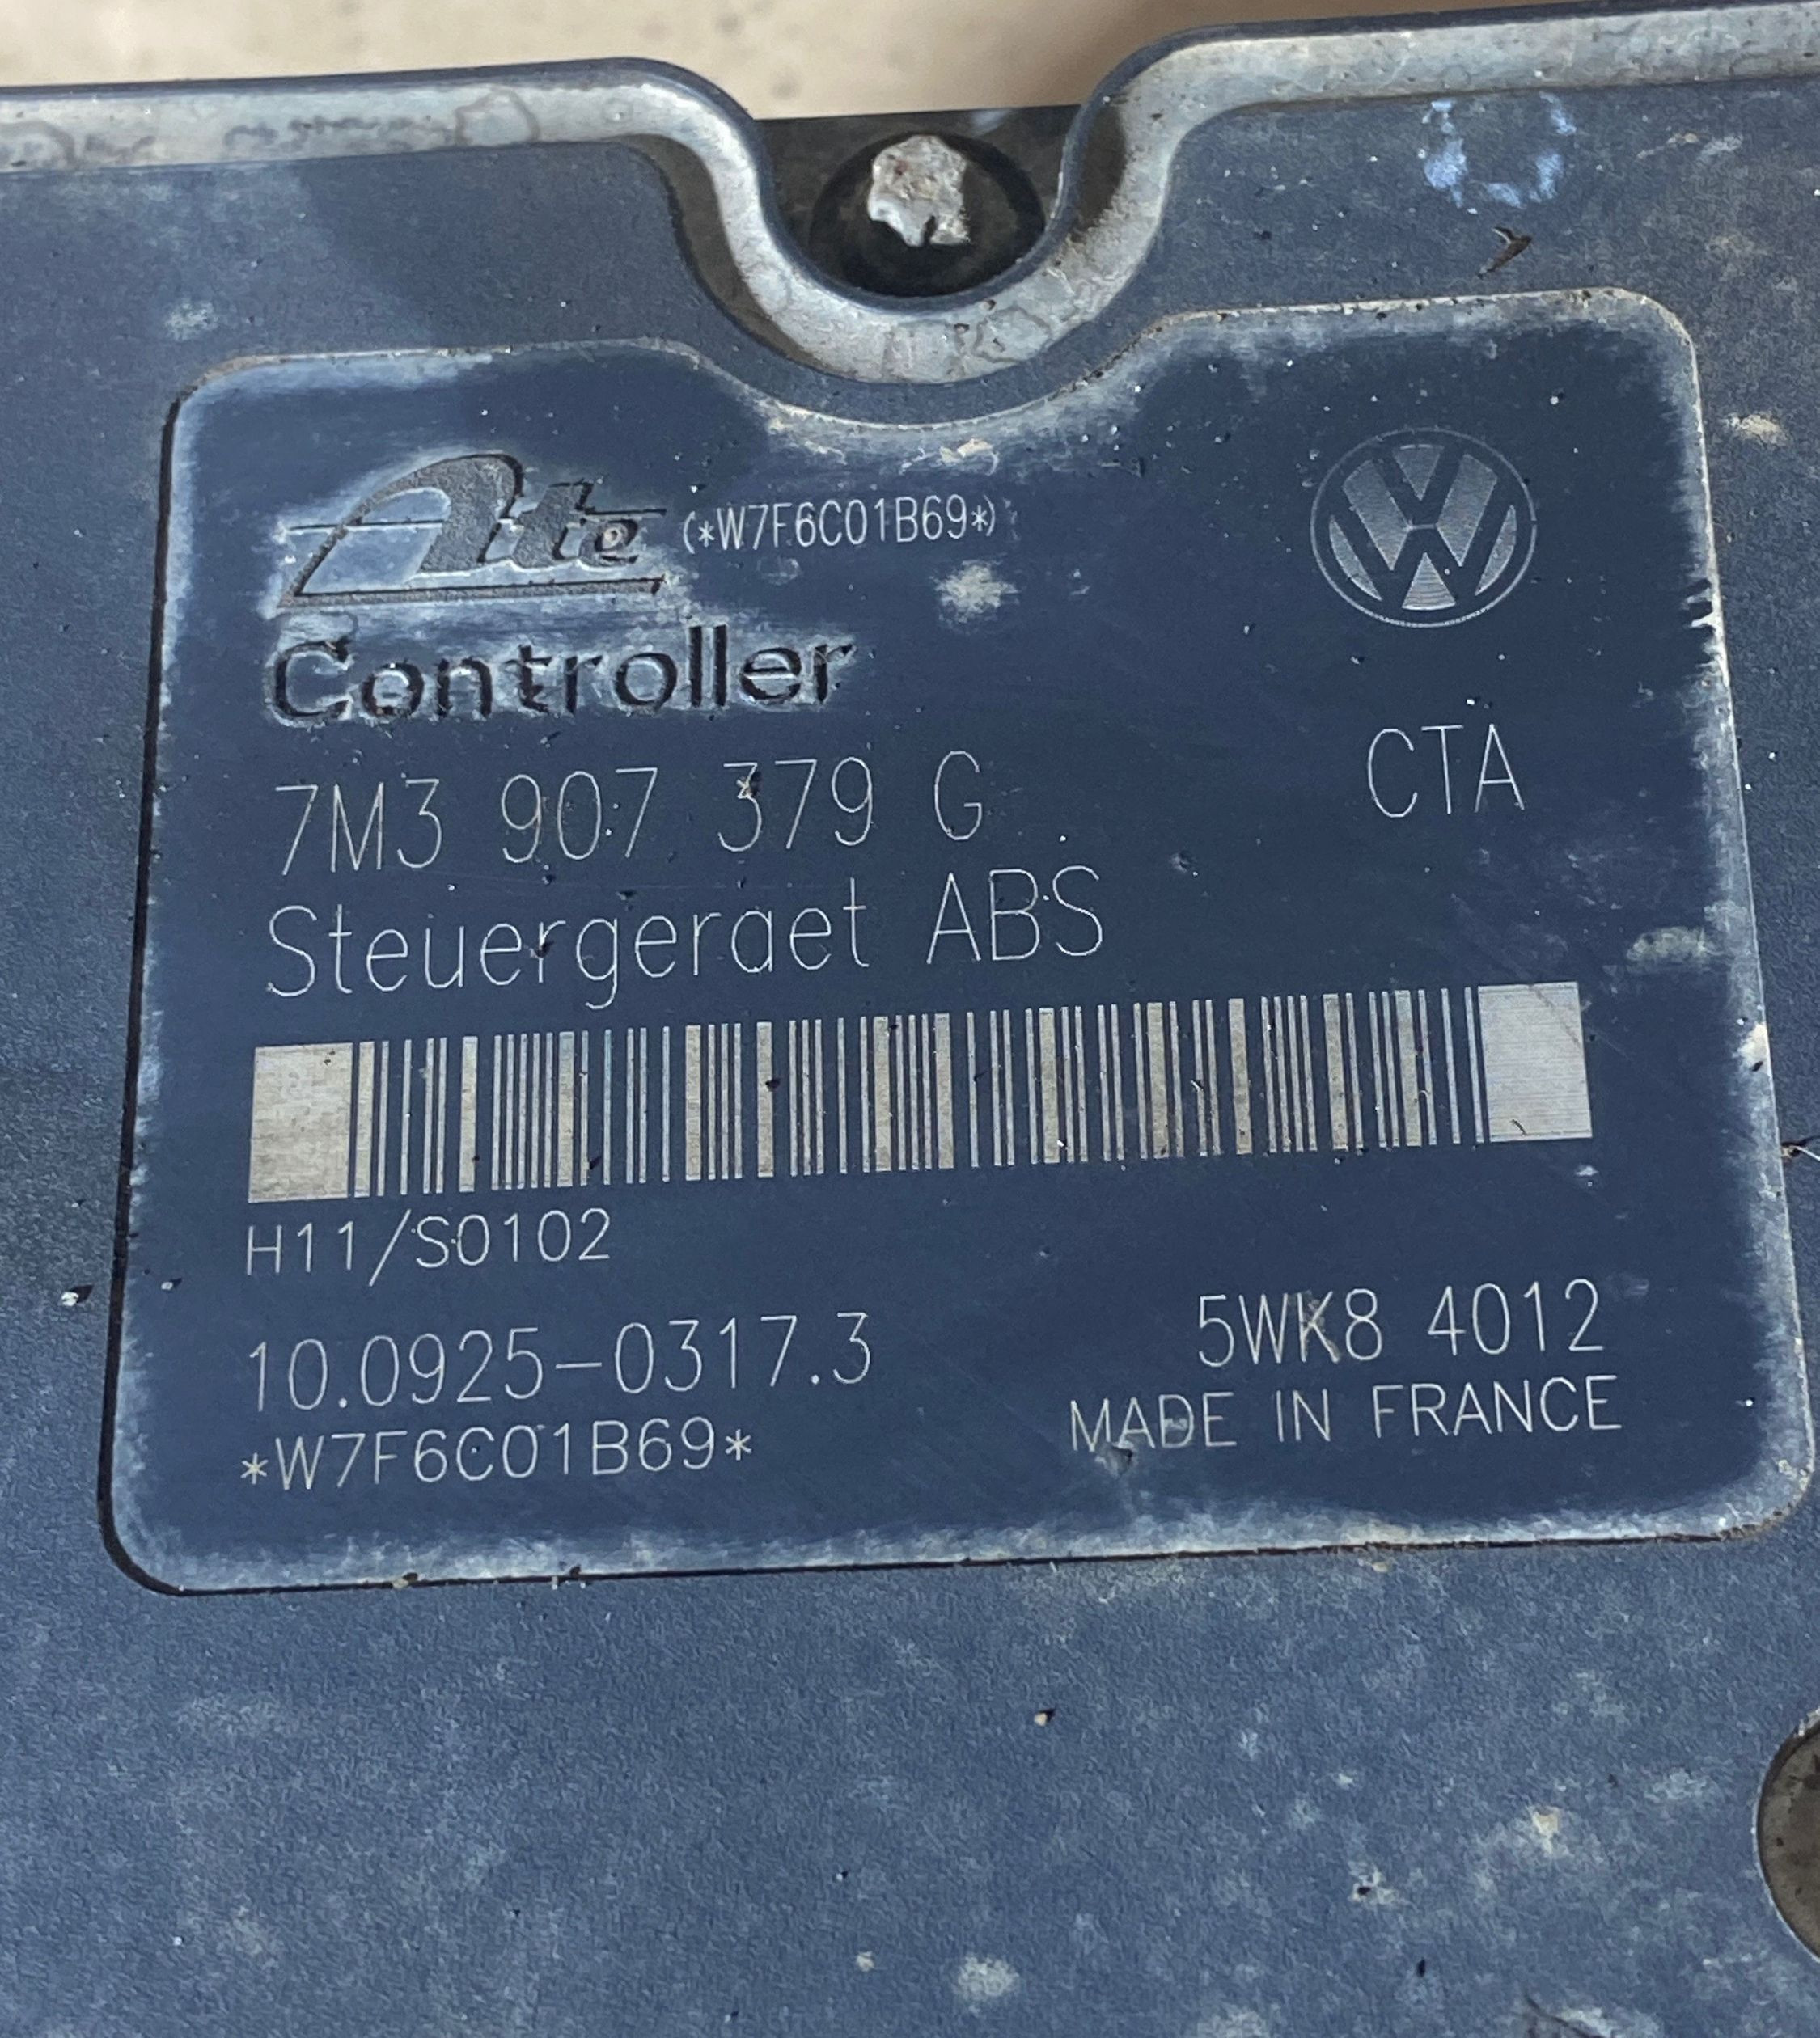 Ate (*W7F6C01B69*)
Controller
7M3 907 379 G CTA
Steuergeraet ABS
H11/S0102
10.0925-0317.3 5WK8 4012
*W7F6C01B69* MADE IN FRANCE